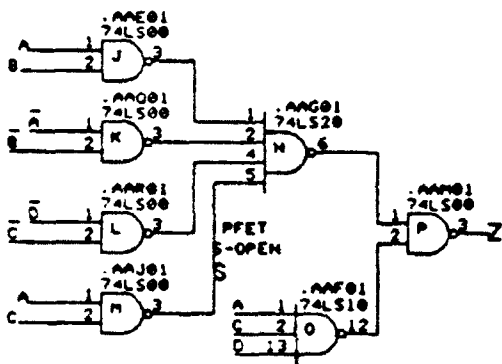 .AAE01
74LS00
A 1
B 2
J
3
.AAQ01
74LS00
A̅ 1
B̅ 2
K
3
.AAG01
74LS20
1
2
4
5
N
6
.AAR01
74LS00
D̅ 1
C̅ 2
L
3
.AAM01
74LS00
1
2
P
3
Z
PFET
S-OPEN
S
.AAJ01
74LS00
A 1
C 2
M
3
.AAF01
74LS10
A 1
C 2
D 13
O
12